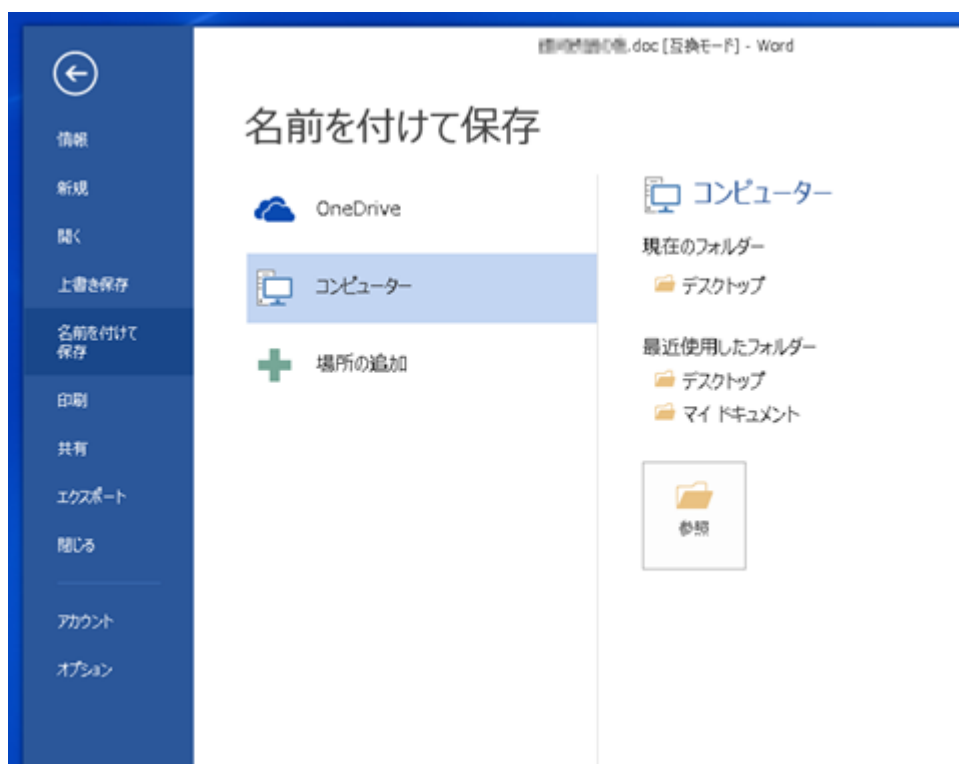 .doc [互換モード] - Word
情報
新規
開く
上書き保存
名前を付けて
保存
印刷
共有
エクスポート
閉じる
アカウント
オプション
名前を付けて保存
OneDrive
コンピューター
場所の追加
コンピューター
現在のフォルダー
デスクトップ
最近使用したフォルダー
デスクトップ
マイ ドキュメント
参照